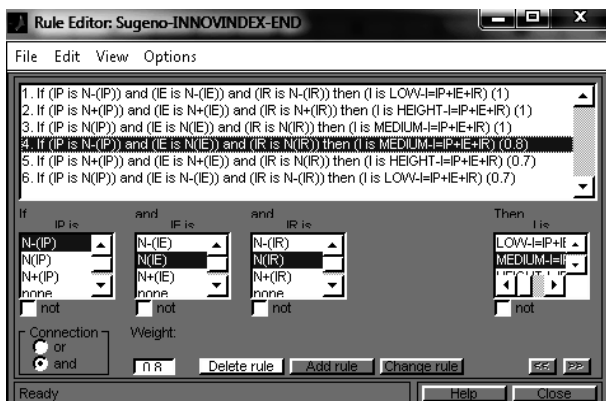 Rule Editor: Sugeno-INNOVINDEX-END
X
File Edit View Options
1. If (IP is N-(IP)) and (IE is N-(IE)) and (IR is N-(IR)) then (I is LOW-I=IP+IE+IR) (1)
2. If (IP is N+(IP)) and (IE is N+(IE)) and (IR is N+(IR)) then (I is HEIGHT-I=IP+IE+IR) (1)
3. If (IP is N(IP)) and (IE is N(IE)) and (IR is N(IR)) then (I is MEDIUM-I=IP+IE+IR) (1)
4. If (IP is N-(IP)) and (IE is N(IE)) and (IR is N(IR)) then (I is MEDIUM-I=IP+IE+IR) (0.8)
5. If (IP is N+(IP)) and (IE is N+(IE)) and (IR is N(IR)) then (I is HEIGHT-I=IP+IE+IR) (0.7)
6. If (IP is N(IP)) and (IE is N-(IE)) and (IR is N-(IR)) then (I is LOW-I=IP+IE+IR) (0.7)
If and and Then
IP is IE is IR is I is
N-(IP) N-(IE) N-(IR) LOW-I=IP+IE
N(IP) N(IE) N(IR) MEDIUM-I=IF
N+(IP) N+(IE) N+(IR) HEIGHT-I=IP
none none none
not not not not
Connection Weight:
or
and 0.8 Delete rule Add rule Change rule << >>
Ready Help Close